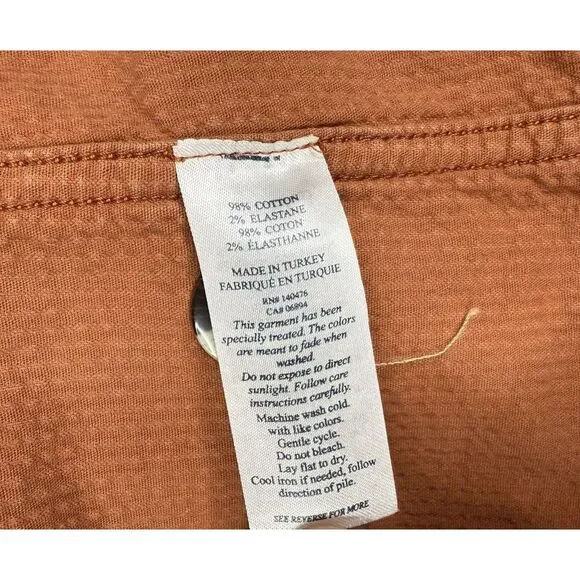 98% COTTON
2% ELASTANE
98% COTON
2% ÉLASTHANNE
MADE IN TURKEY
FABRIQUÉ EN TURQUIE
RN# 140476
CA# 06894
This garment has been
specially treated. The colors
are meant to fade when
washed.
Do not expose to direct
sunlight. Follow care
instructions carefully.
Machine wash cold.
with like colors.
Gentle cycle.
Do not bleach.
Lay flat to dry.
Cool iron if needed, follow
direction of pile.
SEE REVERSE FOR MORE